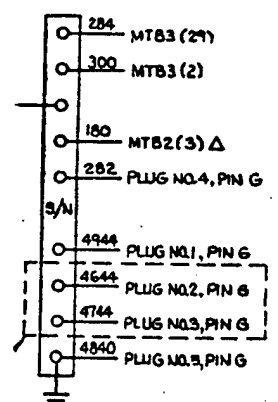 284 MTB3 (29)
300 MTB3 (2)
180 MTB2 (3) Δ
282 PLUG NO.4, PIN G
S/N
4944 PLUG NO.1, PIN G
4644 PLUG NO.2, PIN G
4744 PLUG NO.3, PIN G
4840 PLUG NO.5, PIN G